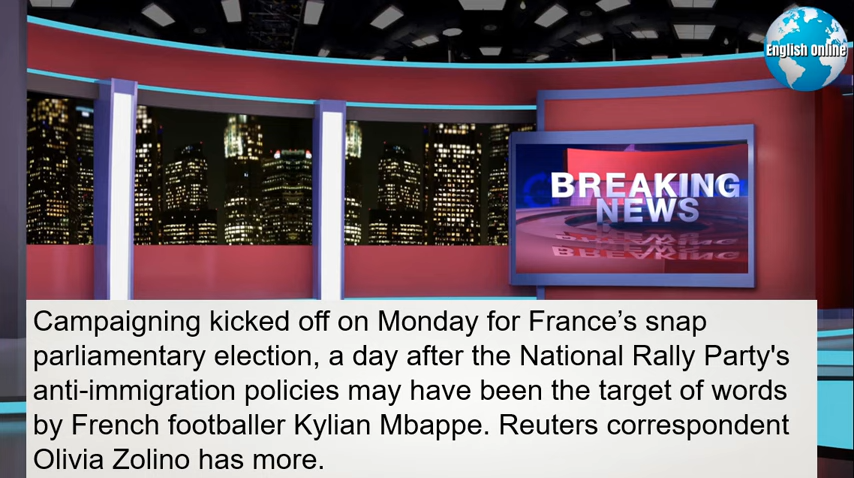 English Online
BREAKING
NEWS
Campaigning kicked off on Monday for France’s snap
parliamentary election, a day after the National Rally Party's
anti-immigration policies may have been the target of words
by French footballer Kylian Mbappe. Reuters correspondent
Olivia Zolino has more.